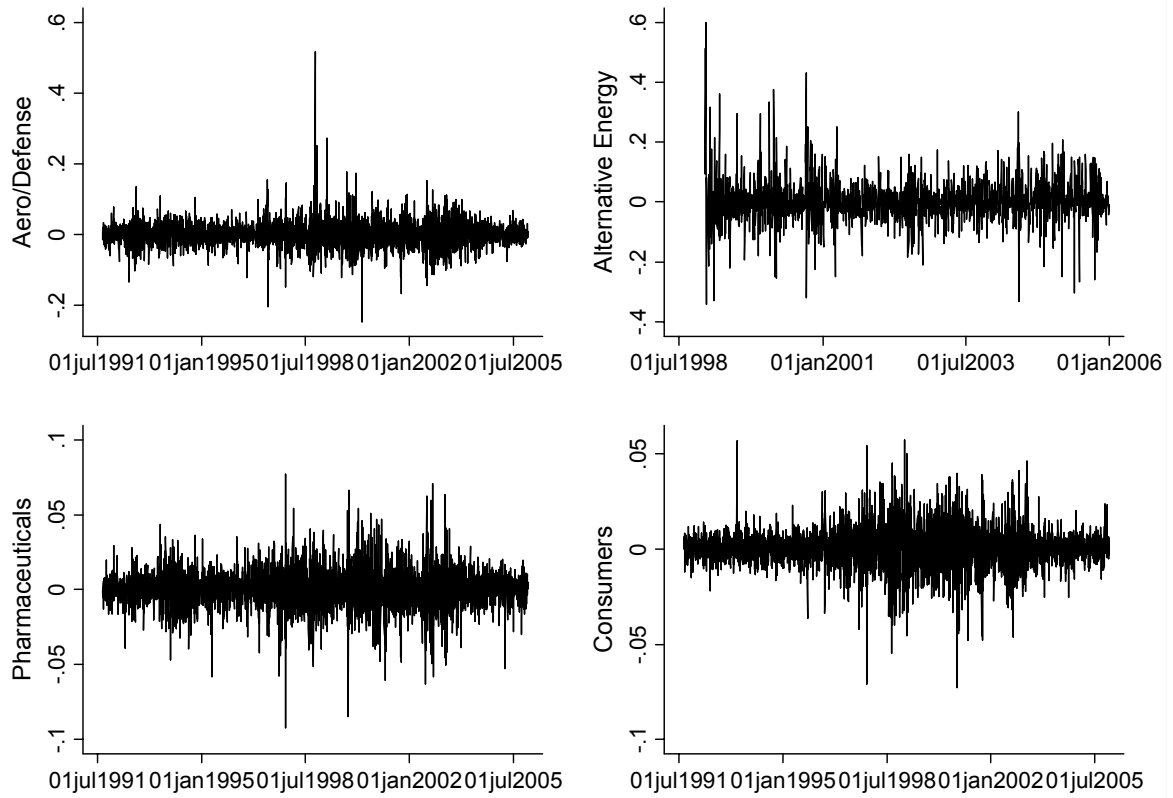 .6
.4
.2
0
-.2
Aero/Defense
01jul1991 01jan1995 01jul1998 01jan2002 01jul2005
.6
.4
.2
0
-.2
-.4
Alternative Energy
01jul1998 01jan2001 01jul2003 01jan2006
.1
.05
0
-.05
-.1
Pharmaceuticals
01jul1991 01jan1995 01jul1998 01jan2002 01jul2005
.05
0
-.05
-.1
Consumers
01jul1991 01jan1995 01jul1998 01jan2002 01jul2005